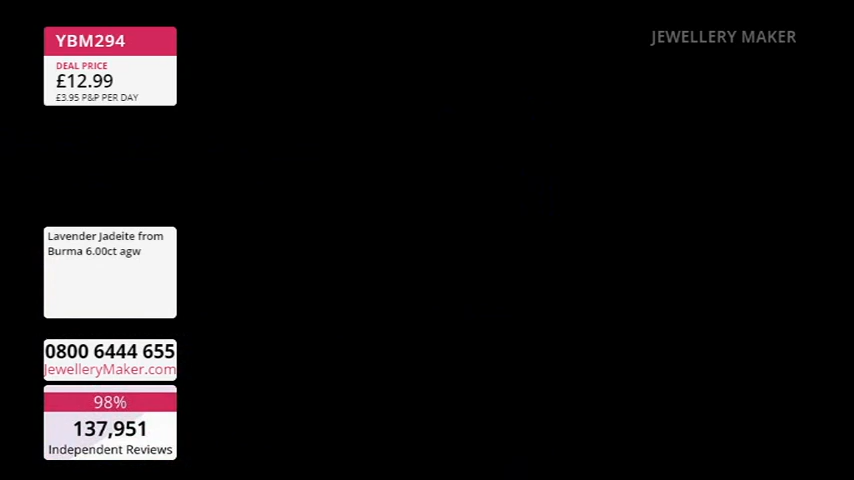 YBM294
JEWELLERY MAKER
DEAL PRICE
£12.99
£3.95 P&P PER DAY
Lavender Jadeite from
Burma 6.00ct agw
0800 6444 655
JewelleryMaker.com
98%
137,951
Independent Reviews